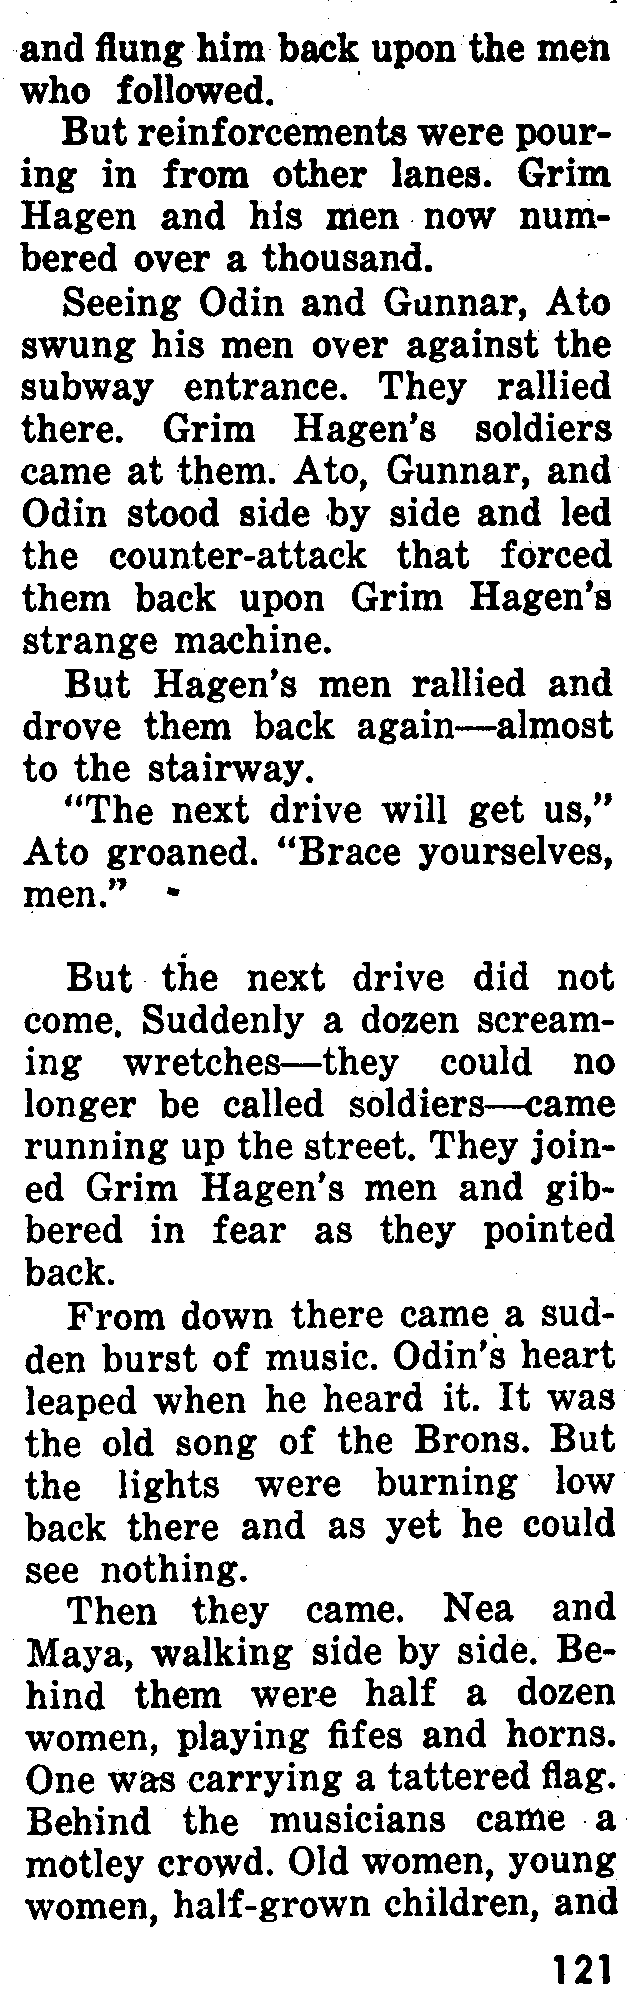 and flung him back upon the men
who followed.
But reinforcements were pour-
ing in from other lanes. Grim
Hagen and his men now num-
bered over a thousand.
Seeing Odin and Gunnar, Ato
swung his men over against the
subway entrance. They rallied
there. Grim Hagen's soldiers
came at them. Ato, Gunnar, and
Odin stood side by side and led
the counter-attack that forced
them back upon Grim Hagen's
strange machine.
But Hagen's men rallied and
drove them back again—almost
to the stairway.
"The next drive will get us,"
Ato groaned. "Brace yourselves,
men."
But the next drive did not
come. Suddenly a dozen scream-
ing wretches—they could no
longer be called soldiers—came
running up the street. They join-
ed Grim Hagen's men and gib-
bered in fear as they pointed
back.
From down there came a sud-
den burst of music. Odin's heart
leaped when he heard it. It was
the old song of the Brons. But
the lights were burning low
back there and as yet he could
see nothing.
Then they came. Nea and
Maya, walking side by side. Be-
hind them were half a dozen
women, playing fifes and horns.
One was carrying a tattered flag.
Behind the musicians came a
motley crowd. Old women, young
women, half-grown children, and
121